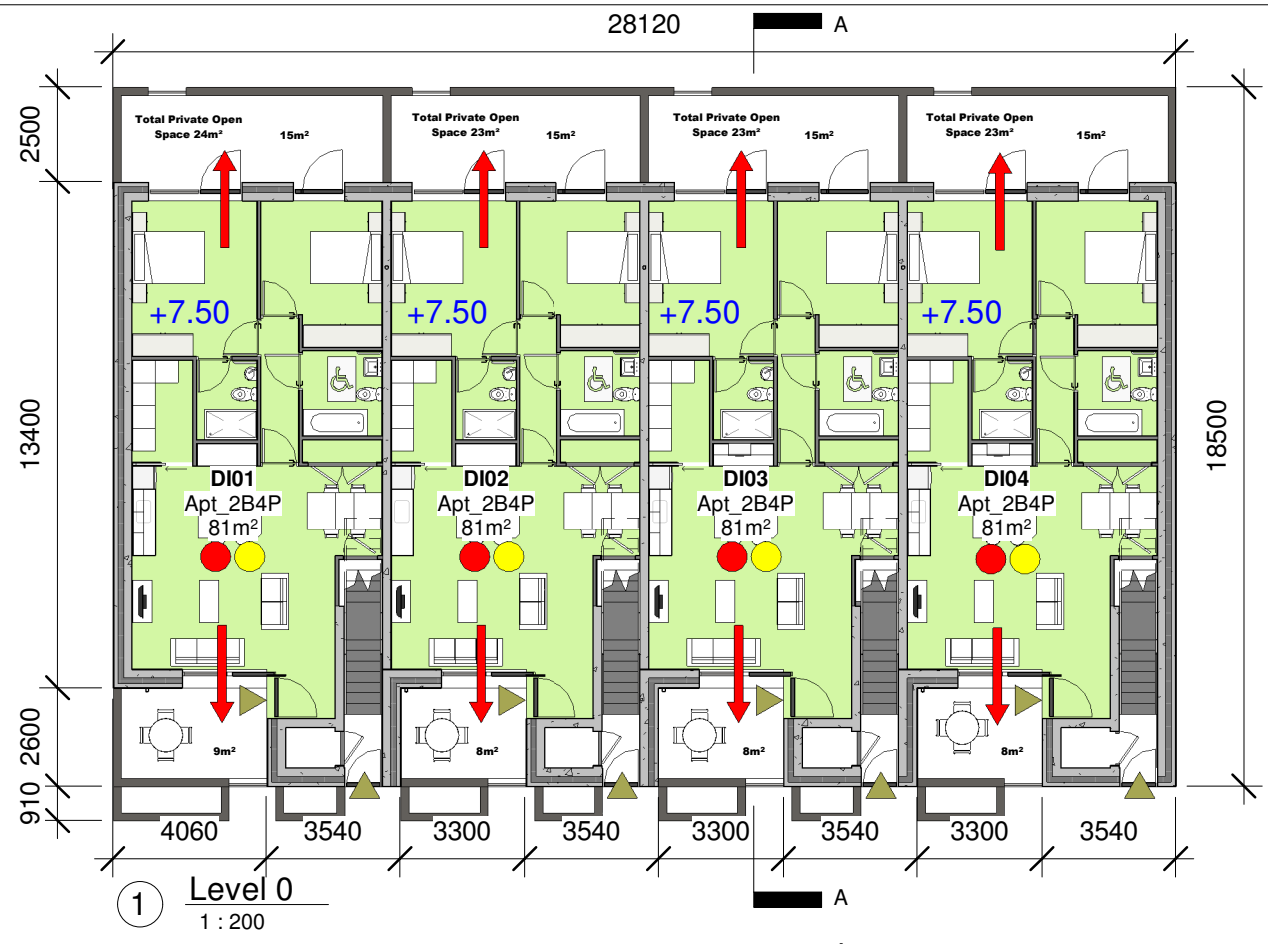 28120
A
2500
Total Private Open
Space 24m²
15m²
Total Private Open
Space 23m²
15m²
Total Private Open
Space 23m²
15m²
Total Private Open
Space 23m²
15m²
+7.50
+7.50
+7.50
+7.50
13400
18500
DI01
Apt_2B4P
81m²
DI02
Apt_2B4P
81m²
DI03
Apt_2B4P
81m²
DI04
Apt_2B4P
81m²
2600
9m²
8m²
8m²
8m²
910
4060
3540
3300
3540
3300
3540
3300
3540
1
Level 0
1 : 200
A